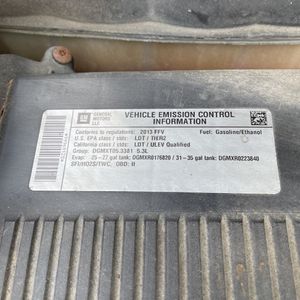 GM
GENERAL
MOTORS
LLC
VEHICLE EMISSION CONTROL
INFORMATION
Conforms to regulations: 2013 FFV Fuel: Gasoline/Ethanol
U.S. EPA class / stds: LDT / TIER2
California class / stds: LDT / ULEV Qualified
Group: DGMXT05.3381 5.3L
Evap: 25-27 gal tank: DGMXR0176820 / 31-35 gal tank: DGMXR0223840
SFI/HO2S/TWC, OBD: II